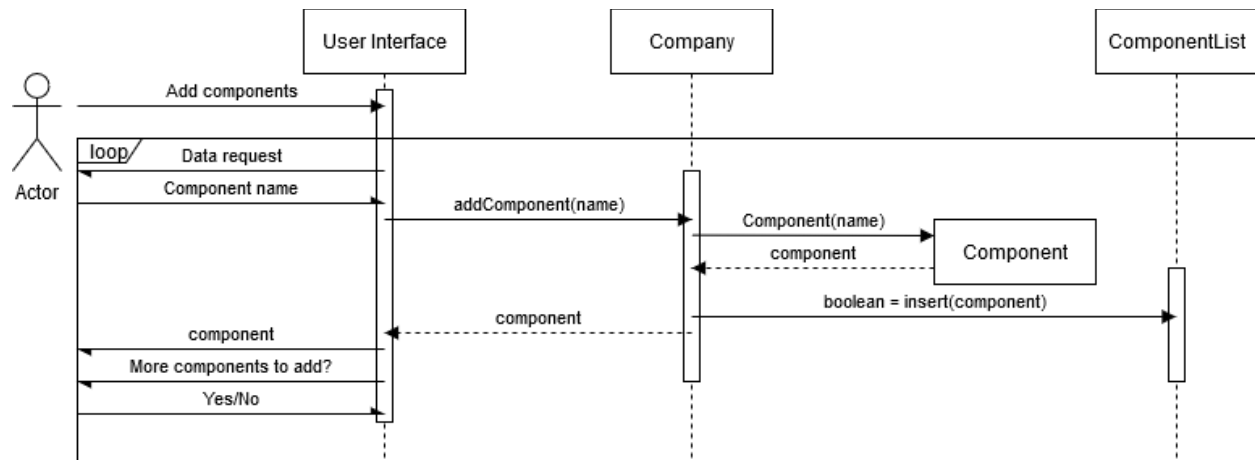 User Interface
Company
ComponentList
Add components
Actor
loop
Data request
Component name
addComponent(name)
Component(name)
Component
component
boolean = insert(component)
component
component
More components to add?
Yes/No